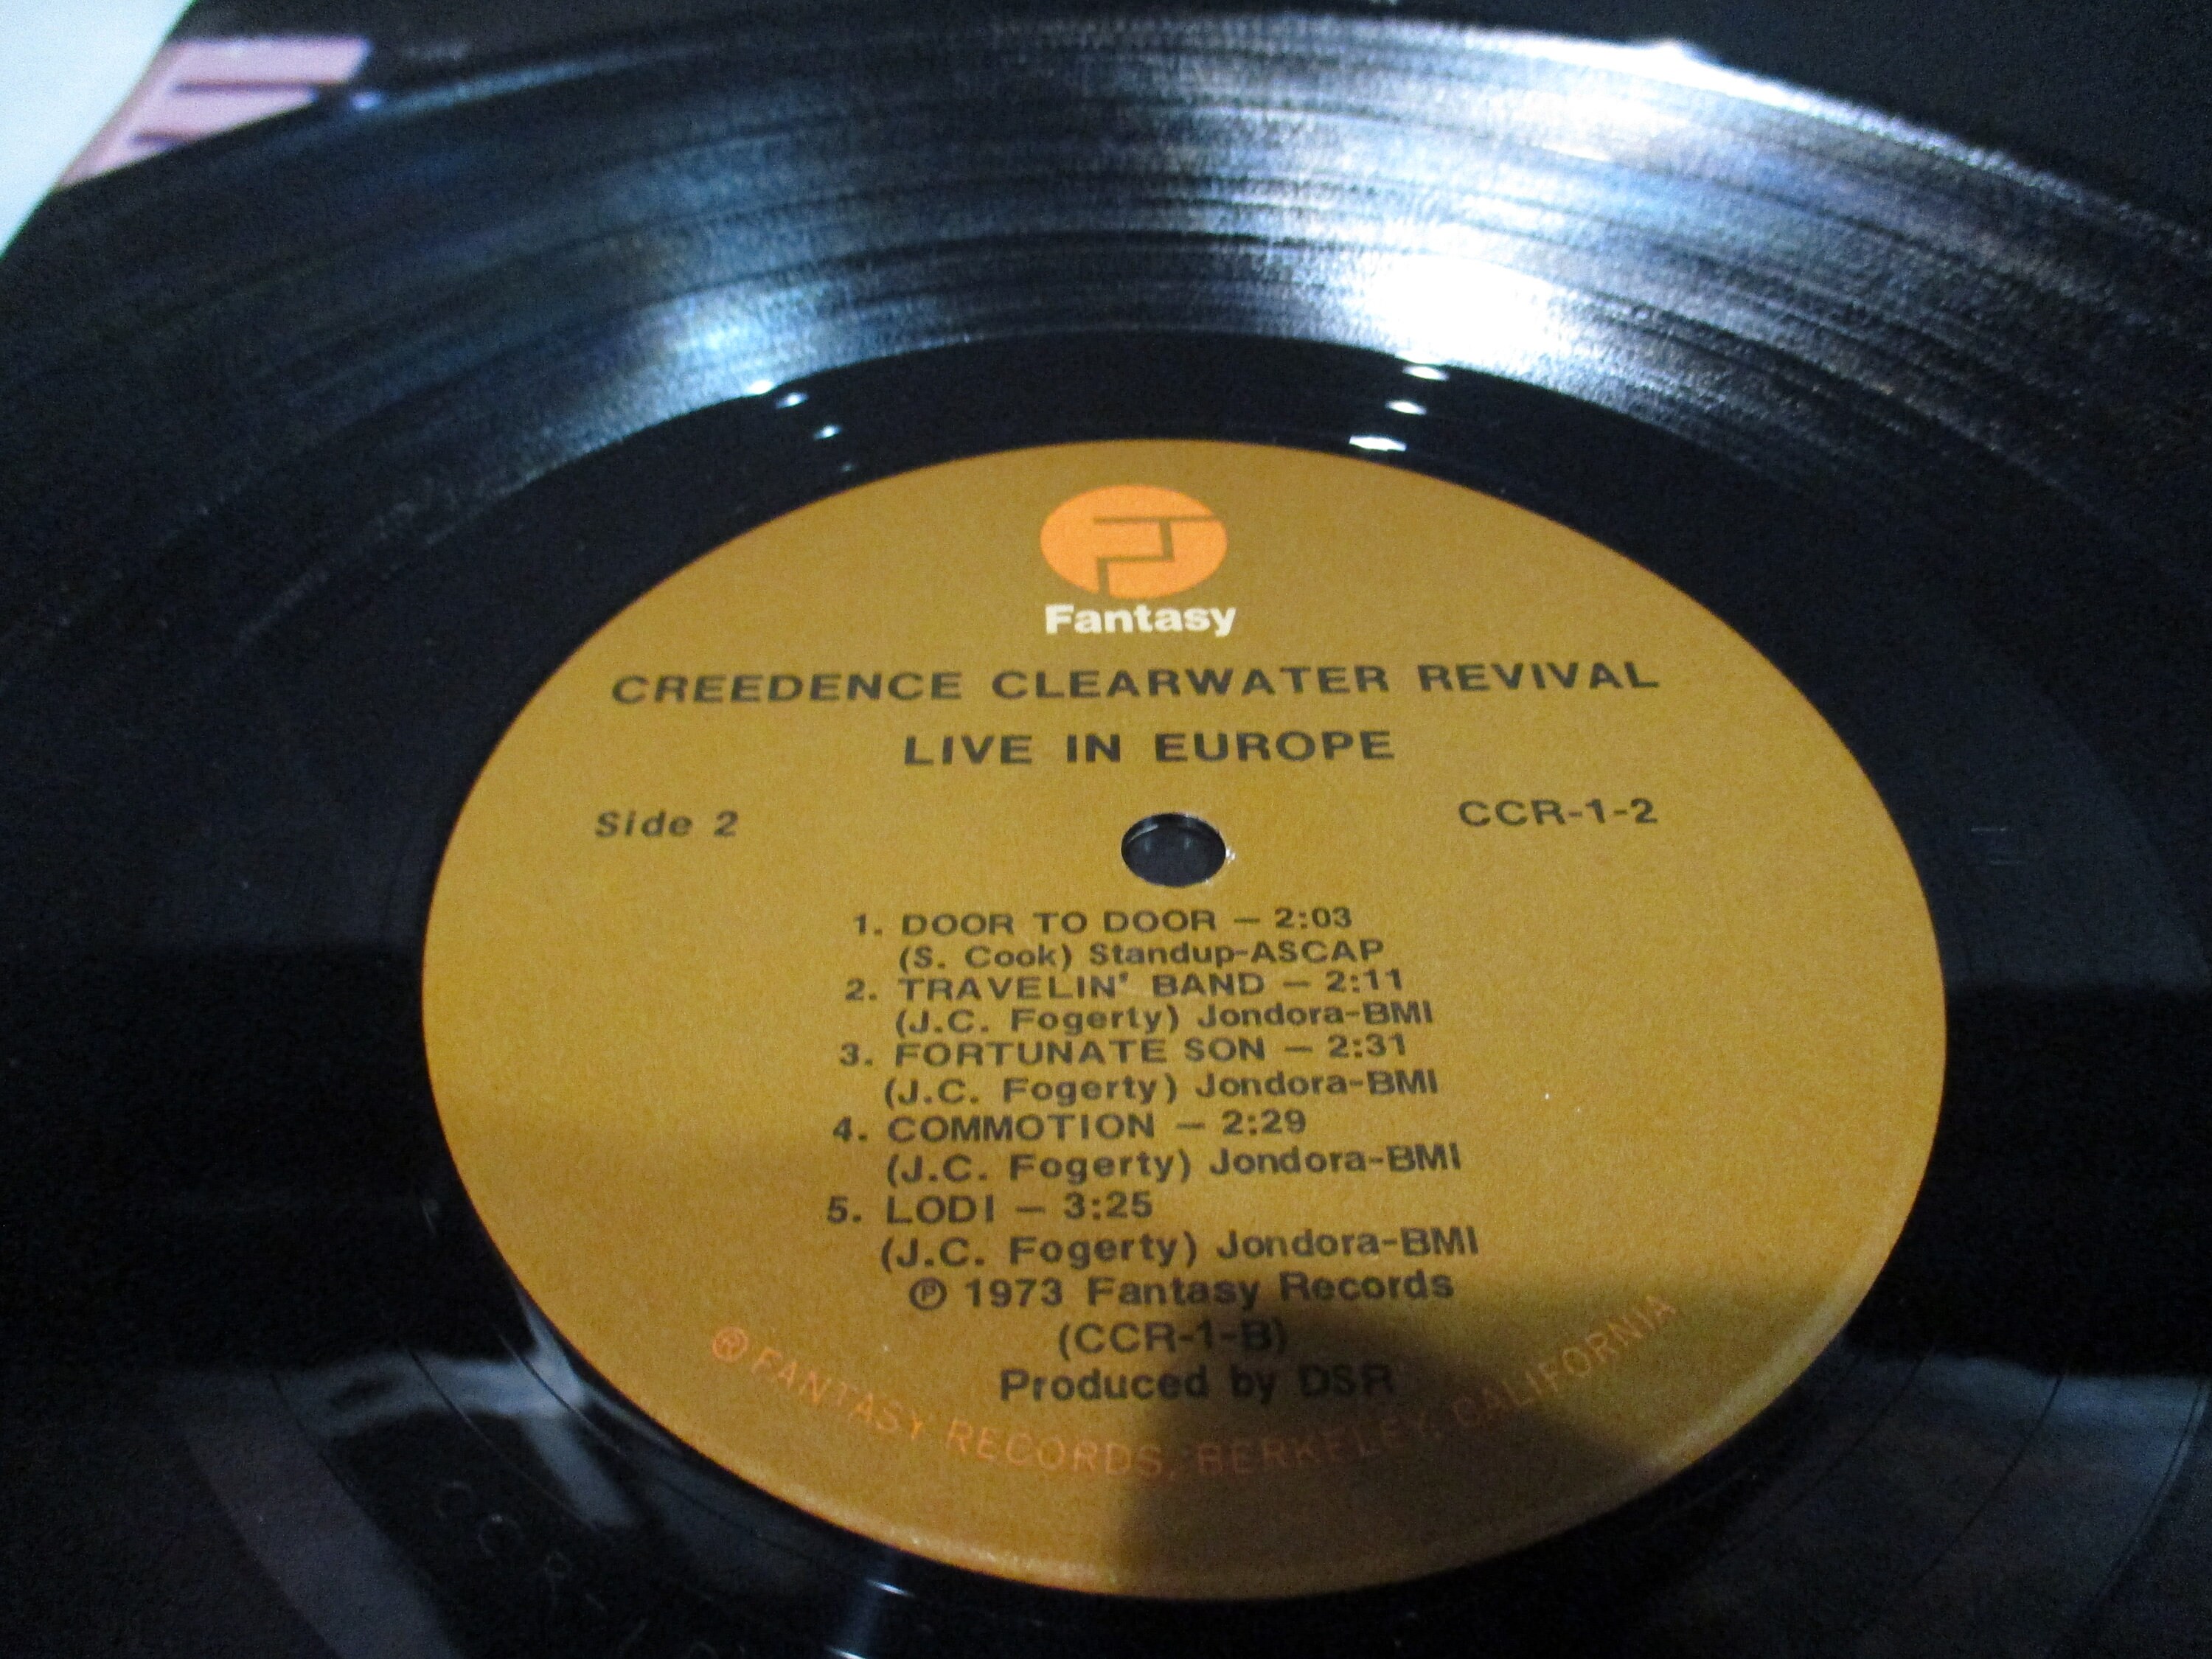 Fantasy
CREEDENCE CLEARWATER REVIVAL
LIVE IN EUROPE
Side 2 CCR-1-2
1. DOOR TO DOOR — 2:03
(S. Cook) Standup-ASCAP
2. TRAVELIN' BAND — 2:11
(J.C. Fogerty) Jondora-BMI
3. FORTUNATE SON — 2:31
(J.C. Fogerty) Jondora-BMI
4. COMMOTION — 2:29
(J.C. Fogerty) Jondora-BMI
5. LODI — 3:25
(J.C. Fogerty) Jondora-BMI
℗ 1973 Fantasy Records
(CCR-1-B)
Produced by DSR
® FANTASY RECORDS, BERKELEY, CALIFORNIA